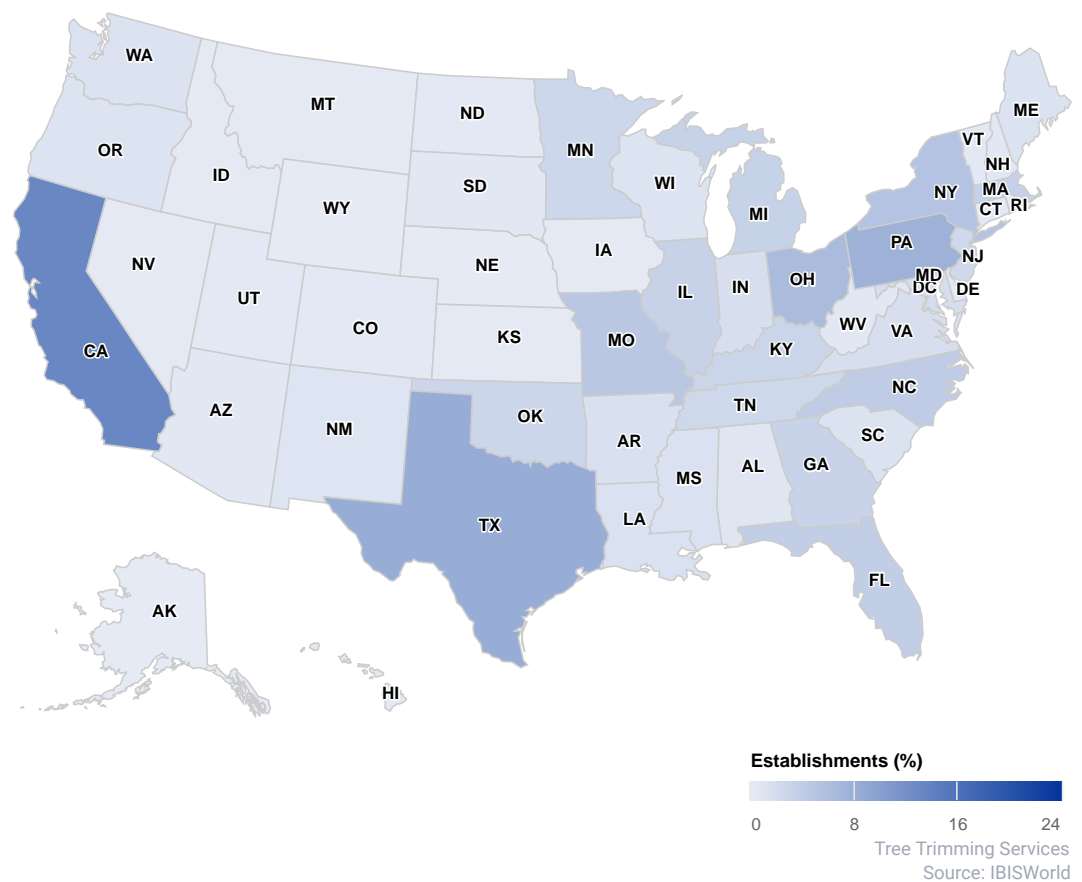 WA
MT
ND
ME
VT
MN
OR
NH
ID
SD
WI
NY
MA
WY
MI
CT
RI
PA
IA
NJ
NV
NE
MD
OH
DC
DE
IN
IL
UT
WV
CO
VA
KS
MO
KY
CA
NC
TN
AZ
OK
NM
SC
AR
GA
AL
MS
LA
TX
FL
AK
HI
Establishments (%)
0 8 16 24
Tree Trimming Services
Source: IBISWorld